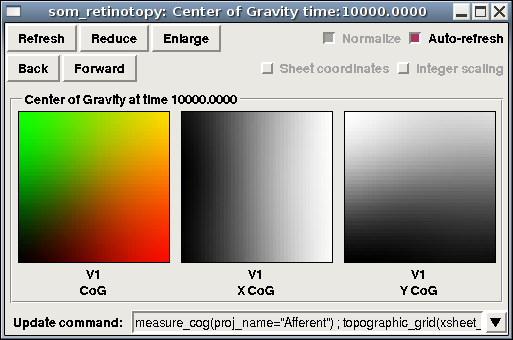 som_retinotopy: Center of Gravity time:10000.0000
Refresh Reduce Enlarge Normalize Auto-refresh
Back Forward Sheet coordinates Integer scaling
Center of Gravity at time 10000.0000
V1 V1 V1
CoG X CoG Y CoG
Update command: measure_cog(proj_name="Afferent") ; topographic_grid(xsheet_